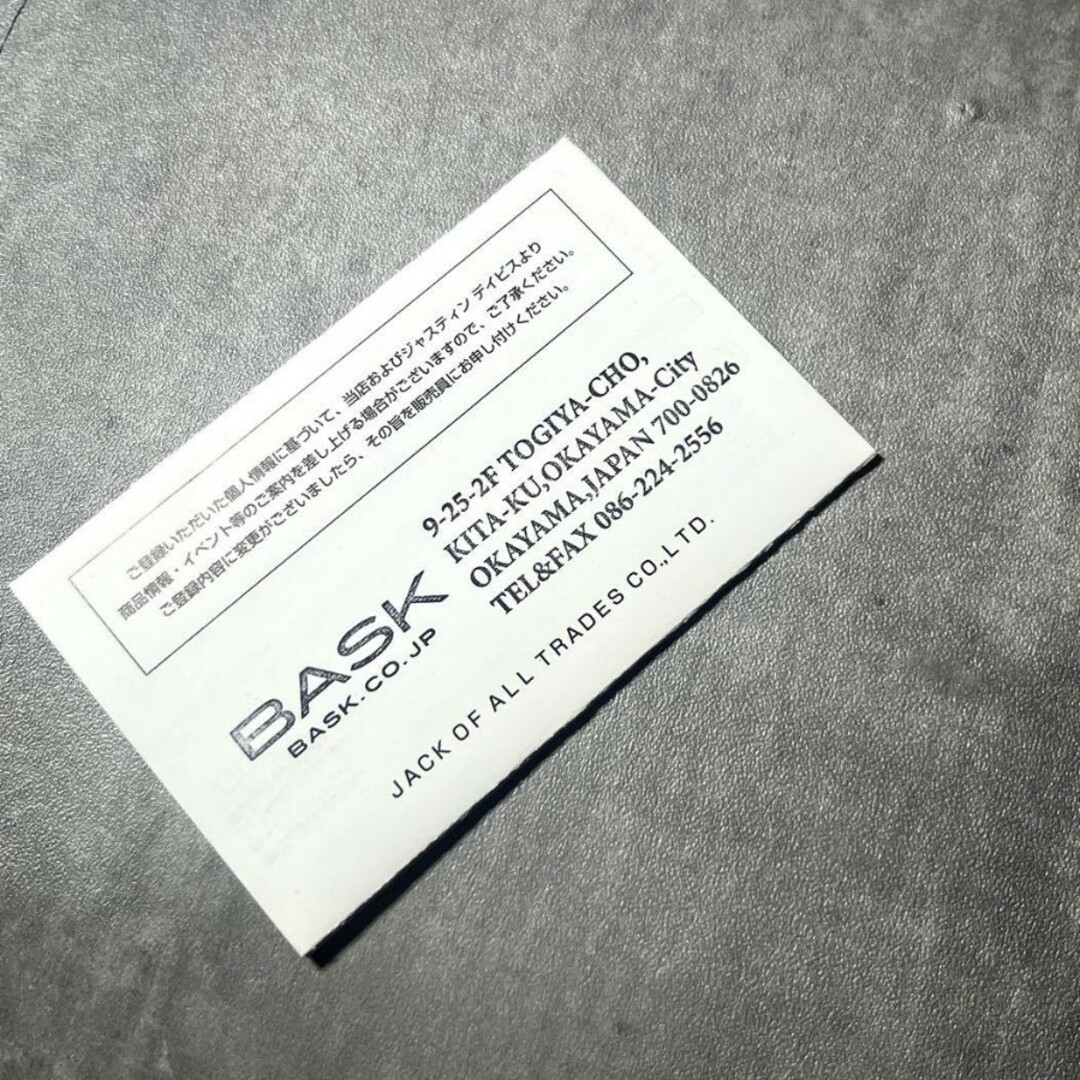 ご登録いただいた個人情報に基づいて、当店およびジャスティン デイビスより
商品情報・イベント等のご案内を差し上げる場合がございますので、ご了承ください。
ご登録内容に変更がございましたら、その旨を販売員にお申し付けください。
BASK
BASK.CO.JP
9-25-2F TOGIYA-CHO,
KITA-KU,OKAYAMA-City
OKAYAMA,JAPAN 700-0826
TEL&FAX 086-224-2556
JACK OF ALL TRADES CO.,LTD.